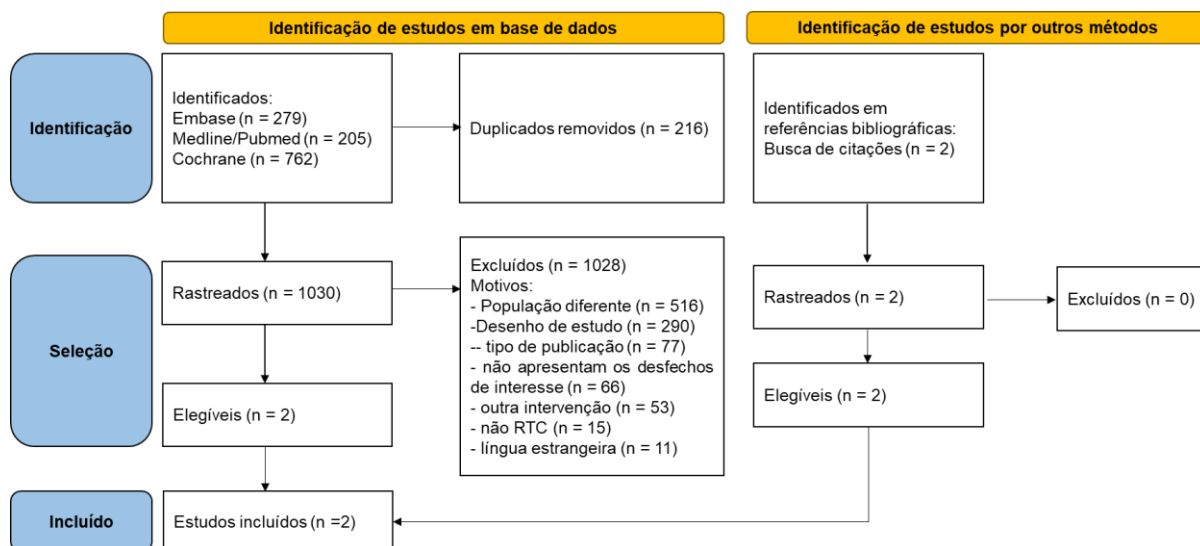 Identificação de estudos em base de dados
Identificação de estudos por outros métodos
Identificação
Identificados:
Embase (n = 279)
Medline/Pubmed (n = 205)
Cochrane (n = 762)
Duplicados removidos (n = 216)
Identificados em
referências bibliográficas:
Busca de citações (n = 2)
Seleção
Rastreados (n = 1030)
Excluídos (n = 1028)
Motivos:
- População diferente (n = 516)
-Desenho de estudo (n = 290)
-- tipo de publicação (n = 77)
- não apresentam os desfechos
de interesse (n = 66)
- outra intervenção (n = 53)
- não RTC (n = 15)
- língua estrangeira (n = 11)
Rastreados (n = 2)
Excluídos (n = 0)
Elegíveis (n = 2)
Elegíveis (n = 2)
Incluído
Estudos incluídos (n =2)